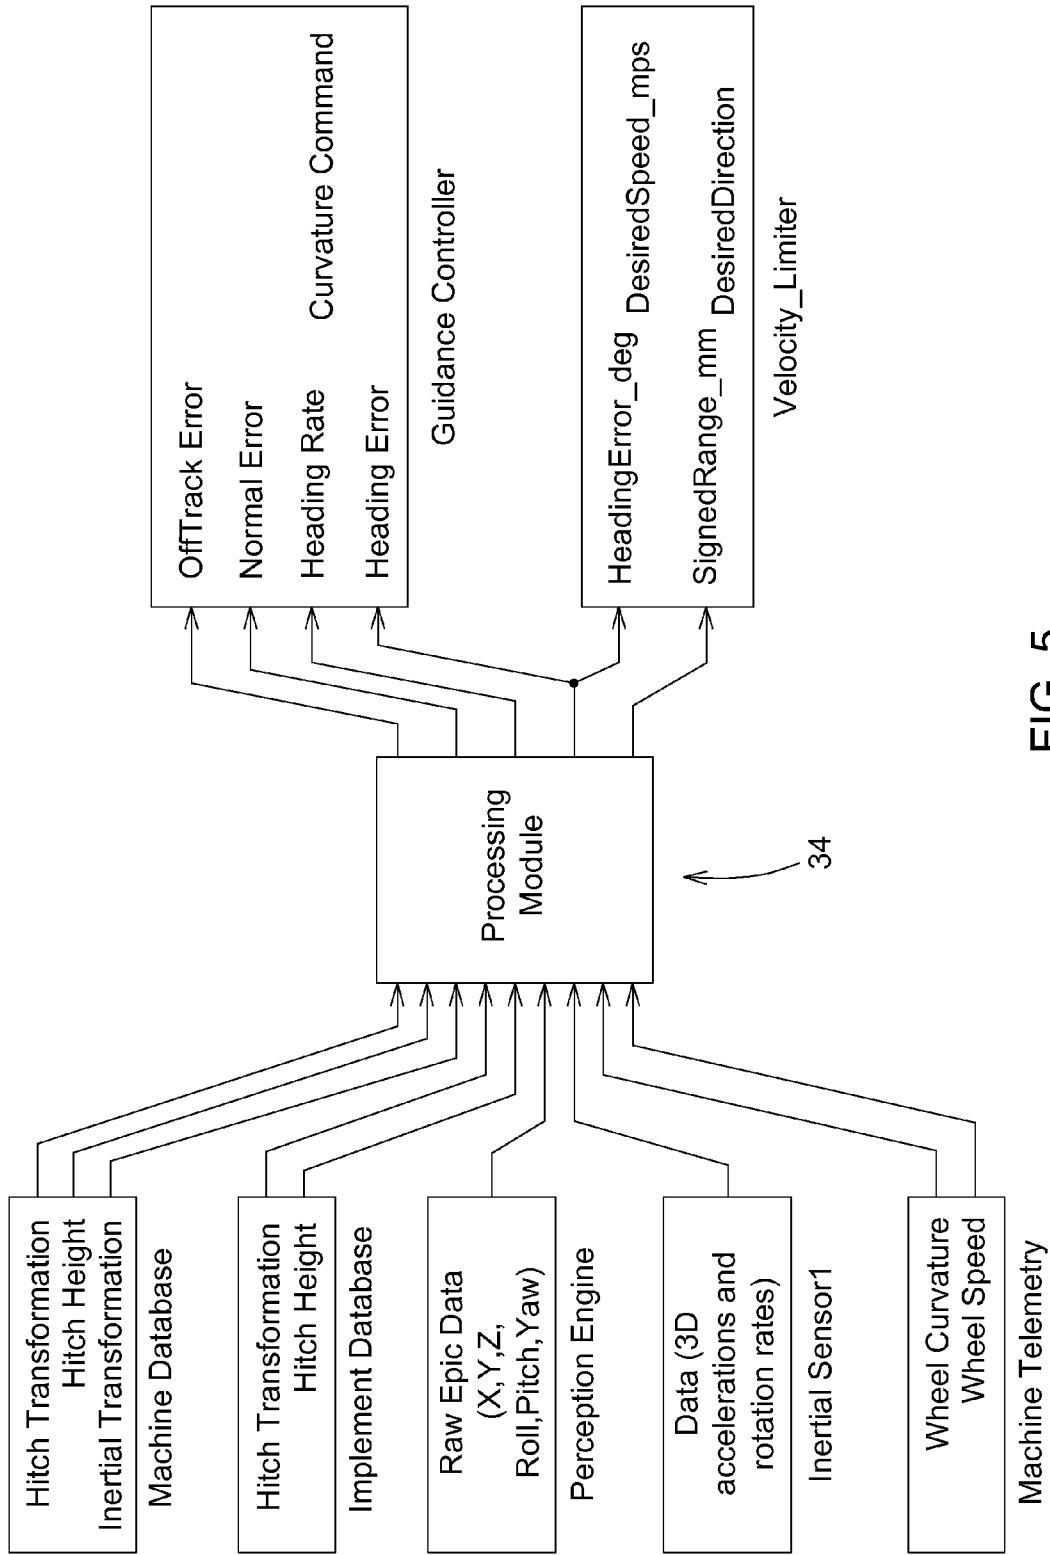 Hitch Transformation
Hitch Height
Inertial Transformation
Machine Database
Hitch Transformation
Hitch Height
Implement Database
Raw Epic Data
(X,Y,Z,
Roll,Pitch,Yaw)
Perception Engine
Data (3D
accelerations and
rotation rates)
Inertial Sensor1
Wheel Curvature
Wheel Speed
Machine Telemetry
Processing
Module
34
OffTrack Error
Normal Error
Heading Rate
Curvature Command
Heading Error
Guidance Controller
HeadingError_deg
DesiredSpeed_mps
SignedRange_mm
DesiredDirection
Velocity_Limiter
FIG. 5